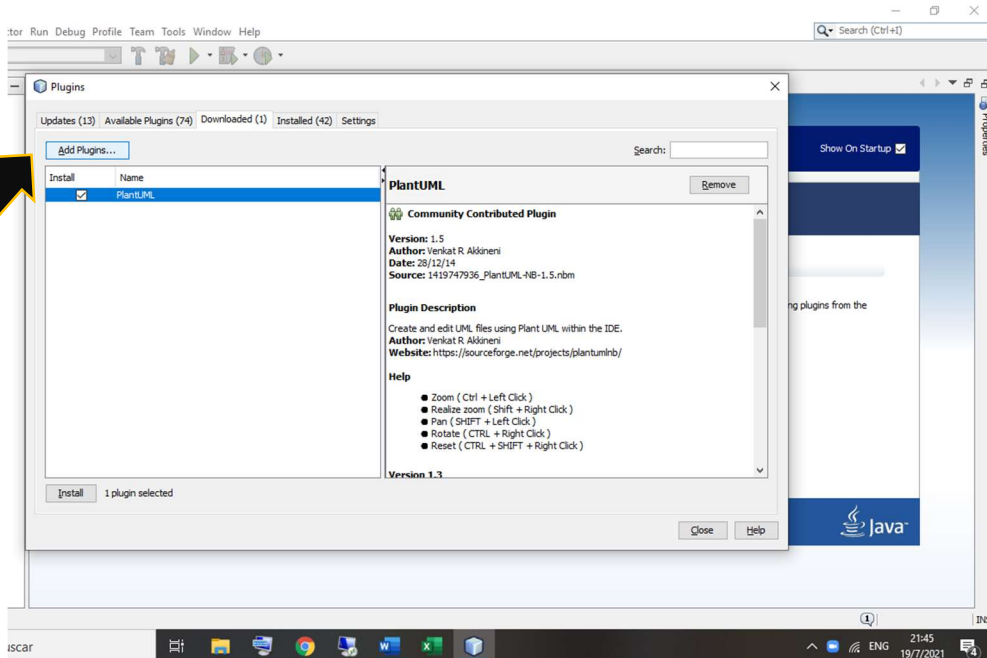 tor Run Debug Profile Team Tools Window Help
Search (Ctrl+I)
Plugins
Updates (13) Available Plugins (74) Downloaded (1) Installed (42) Settings
Add Plugins...
Search:
Install Name
PlantUML
PlantUML
Remove
Community Contributed Plugin
Version: 1.5
Author: Venkat R Akkineni
Date: 28/12/14
Source: 1419747936_PlantUML-NB-1.5.nbm
Plugin Description
Create and edit UML files using Plant UML within the IDE.
Author: Venkat R Akkineni
Website: https://sourceforge.net/projects/plantumlnb/
Help
Zoom ( Ctrl + Left Click )
Realize zoom ( Shift + Right Click )
Pan ( SHIFT + Left Click )
Rotate ( CTRL + Right Click )
Reset ( CTRL + SHIFT + Right Click )
Version 1.3
Install 1 plugin selected
Close Help
Show On Startup
ng plugins from the
Java
Properties
1
INS
uscar
W
X
ENG
21:45
19/7/2021
4